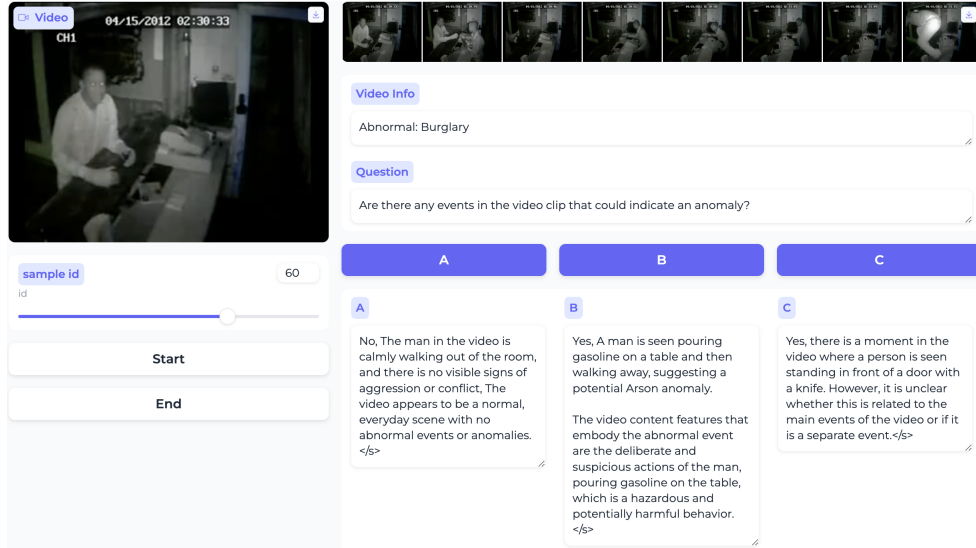 Video
04/15/2012 02:30:33
CH1
Video Info
Abnormal: Burglary
Question
Are there any events in the video clip that could indicate an anomaly?
A
B
C
sample id
60
id
Start
End
A
No, The man in the video is
calmly walking out of the room,
and there is no visible signs of
aggression or conflict, The
video appears to be a normal,
everyday scene with no
abnormal events or anomalies.
</s>
B
Yes, A man is seen pouring
gasoline on a table and then
walking away, suggesting a
potential Arson anomaly.
The video content features that
embody the abnormal event
are the deliberate and
suspicious actions of the man,
pouring gasoline on the table,
which is a hazardous and
potentially harmful behavior.
</s>
C
Yes, there is a moment in the
video where a person is seen
standing in front of a door with
a knife. However, it is unclear
whether this is related to the
main events of the video or if it
is a separate event.</s>